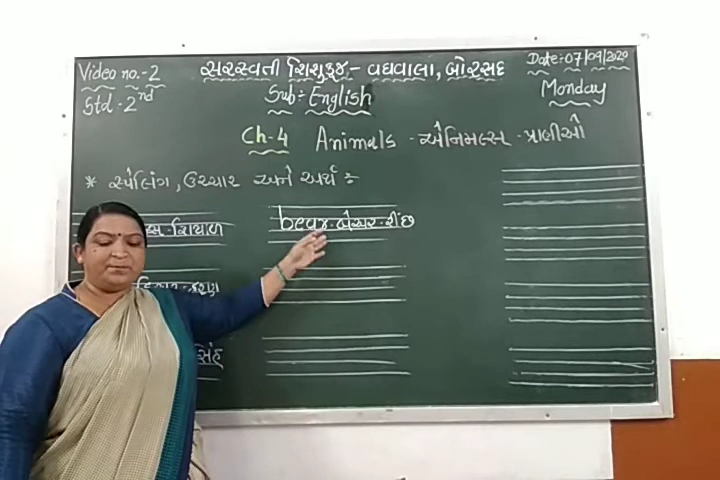 Video no.-2 સરસ્વતી શિશુકુંજ - વઘવાલા, બોરસદ Date:-07/09/2020
Std.-2nd Sub:- English Monday
Ch-4 Animals - એનિમલ્સ - પ્રાણીઓ
* સ્પેલિંગ, ઉચ્ચાર અને અર્થ :-
શિયાળ bear - બેઅર - રીંછ
સિંહ